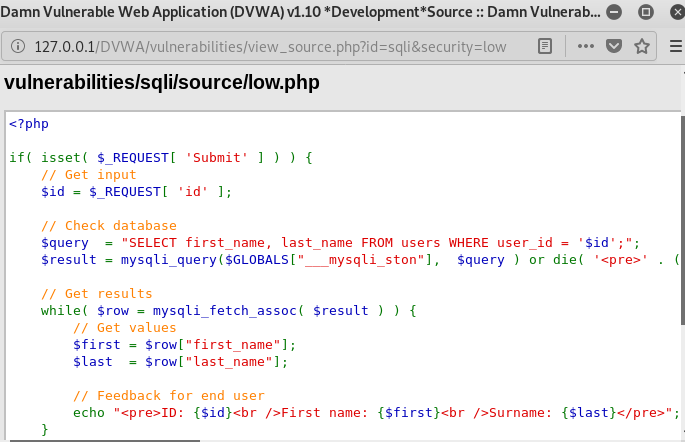 Damn Vulnerable Web Application (DVWA) v1.10 *Development*Source :: Damn Vulnerab...
127.0.0.1/DVWA/vulnerabilities/view_source.php?id=sqli&security=low
vulnerabilities/sqli/source/low.php
<?php
if( isset( $_REQUEST[ 'Submit' ] ) ) {
// Get input
$id = $_REQUEST[ 'id' ];
// Check database
$query  = "SELECT first_name, last_name FROM users WHERE user_id = '$id';";
$result = mysqli_query($GLOBALS["___mysqli_ston"],  $query ) or die( '<pre>' . (
// Get results
while( $row = mysqli_fetch_assoc( $result ) ) {
// Get values
$first = $row["first_name"];
$last  = $row["last_name"];
// Feedback for end user
echo "<pre>ID: {$id}<br />First name: {$first}<br />Surname: {$last}</pre>";
}